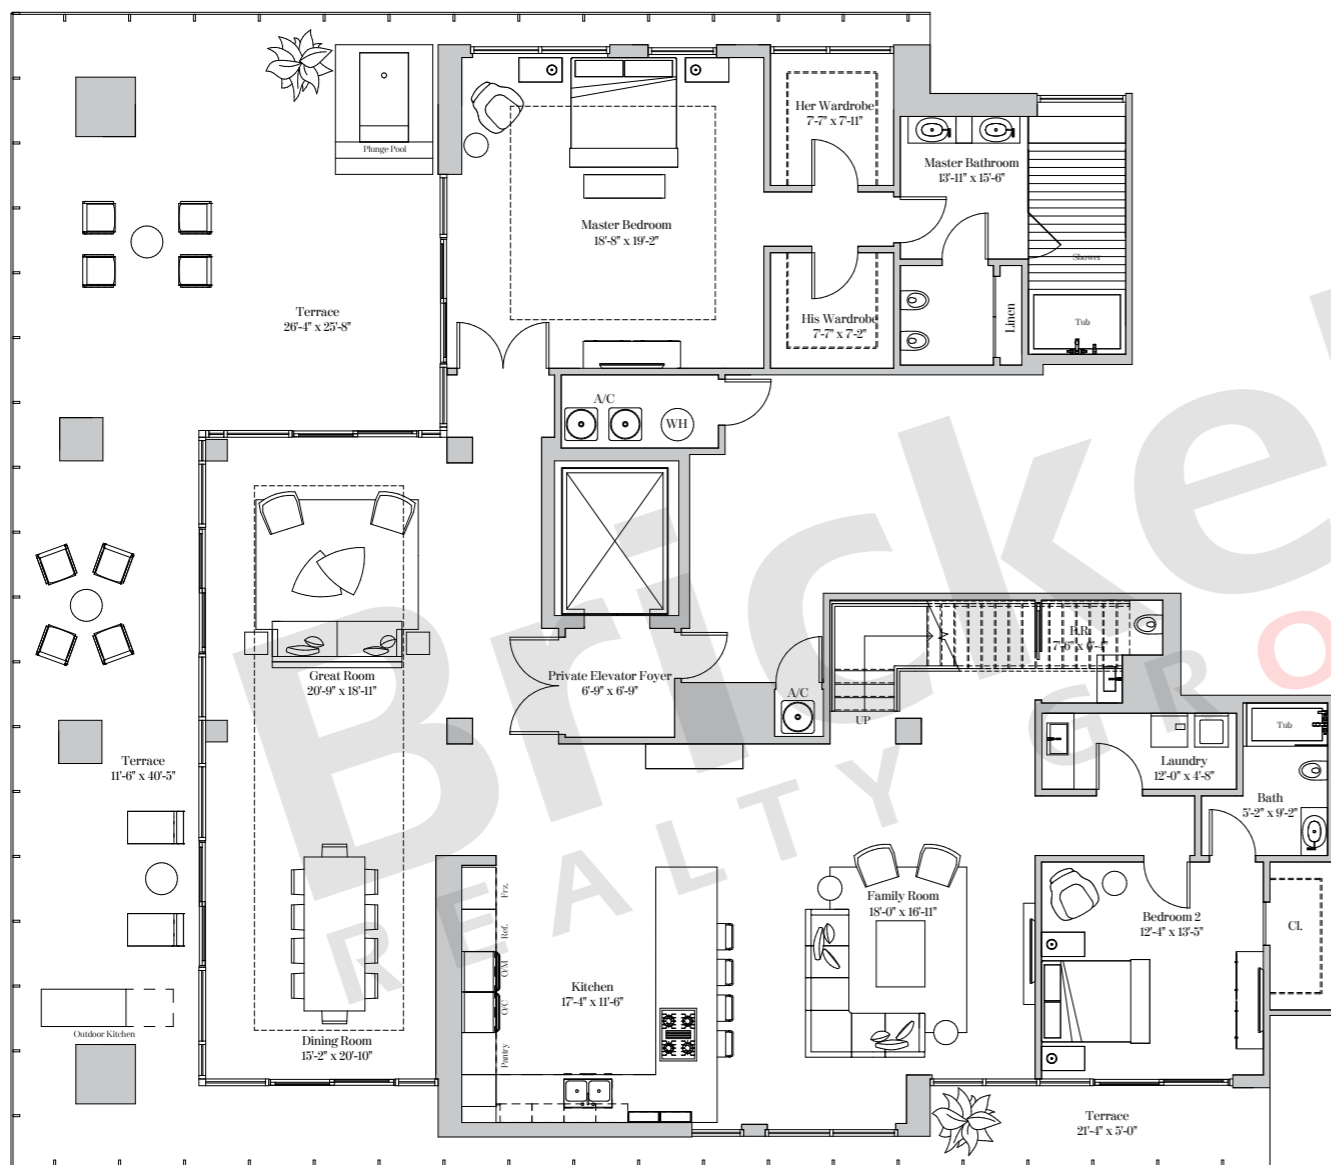 Plunge Pool
Her Wardrobe
7'-7" x 7'-11"
Master Bathroom
13'-11" x 15'-6"
Master Bedroom
18'-8" x 19'-2"
Shower
Terrace
26'-4" x 25'-8"
His Wardrobe
7'-7" x 7'-2"
Linen
Tub
A/C
WH
Great Room
20'-9" x 18'-11"
Private Elevator Foyer
6'-9" x 6'-9"
A/C
UP
P.R.
7'-6" x 6'-4"
Terrace
11'-6" x 40'-5"
Laundry
12'-0" x 4'-8"
Tub
Bath
5'-2" x 9'-2"
Frz.
Ref.
O/M
O/C
Pantry
Kitchen
17'-4" x 11'-6"
Family Room
18'-0" x 16'-11"
Bedroom 2
12'-4" x 13'-5"
Cl.
Outdoor Kitchen
Dining Room
15'-2" x 20'-10"
Terrace
21'-4" x 5'-0"
Bricke
REALTY GRO